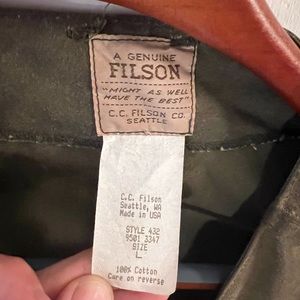 A GENUINE
FILSON
"MIGHT AS WELL
HAVE THE BEST"
C.C. FILSON CO.
SEATTLE
C.C. Filson
Seattle, WA
Made in USA
STYLE 432
9501 3347
SIZE
L
100% Cotton
Care on reverse